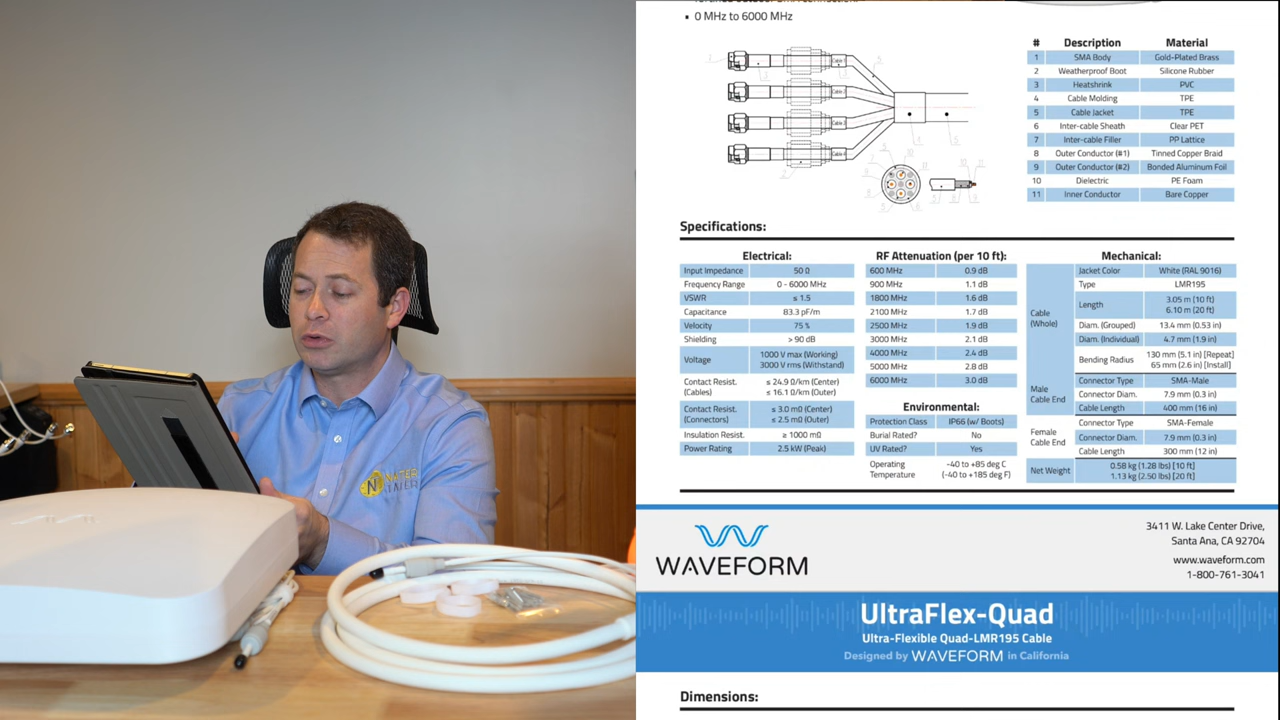 • 0 MHz to 6000 MHz
# Description Material
1 SMA Body Gold-Plated Brass
2 Weatherproof Boot Silicone Rubber
3 Heatshrink PVC
4 Cable Molding TPE
5 Cable Jacket TPE
6 Inter-cable Sheath Clear PET
7 Inter-cable Filler PP Lattice
8 Outer Conductor (#1) Tinned Copper Braid
9 Outer Conductor (#2) Bonded Aluminum Foil
10 Dielectric PE Foam
11 Inner Conductor Bare Copper
Specifications:
Electrical:
Input Impedance 50 Ω
Frequency Range 0 - 6000 MHz
VSWR ≤ 1.5
Capacitance 83.3 pF/m
Velocity 75 %
Shielding > 90 dB
Voltage 1000 V max (Working)
3000 V rms (Withstand)
Contact Resist. (Cables) ≤ 24.9 Ω/km (Center)
≤ 16.1 Ω/km (Outer)
Contact Resist. (Connectors) ≤ 3.0 mΩ (Center)
≤ 2.5 mΩ (Outer)
Insulation Resist. ≥ 1000 mΩ
Power Rating 2.5 kW (Peak)
RF Attenuation (per 10 ft):
600 MHz 0.9 dB
900 MHz 1.1 dB
1800 MHz 1.6 dB
2100 MHz 1.7 dB
2500 MHz 1.9 dB
3000 MHz 2.1 dB
4000 MHz 2.4 dB
5000 MHz 2.8 dB
6000 MHz 3.0 dB
Environmental:
Protection Class IP66 (w/ Boots)
Burial Rated? No
UV Rated? Yes
Operating Temperature -40 to +85 deg C
(-40 to +185 deg F)
Mechanical:
Cable (Whole)
Jacket Color White (RAL 9016)
Type LMR195
Length 3.05 m (10 ft)
6.10 m (20 ft)
Diam. (Grouped) 13.4 mm (0.53 in)
Diam. (Individual) 4.7 mm (1.9 in)
Bending Radius 130 mm (5.1 in) [Repeat]
65 mm (2.6 in) [Install]
Male Cable End
Connector Type SMA-Male
Connector Diam. 7.9 mm (0.3 in)
Cable Length 400 mm (16 in)
Female Cable End
Connector Type SMA-Female
Connector Diam. 7.9 mm (0.3 in)
Cable Length 300 mm (12 in)
Net Weight 0.58 kg (1.28 lbs) [10 ft]
1.13 kg (2.50 lbs) [20 ft]
WAVEFORM
3411 W. Lake Center Drive,
Santa Ana, CA 92704
www.waveform.com
1-800-761-3041
UltraFlex-Quad
Ultra-Flexible Quad-LMR195 Cable
Designed by WAVEFORM in California
Dimensions: